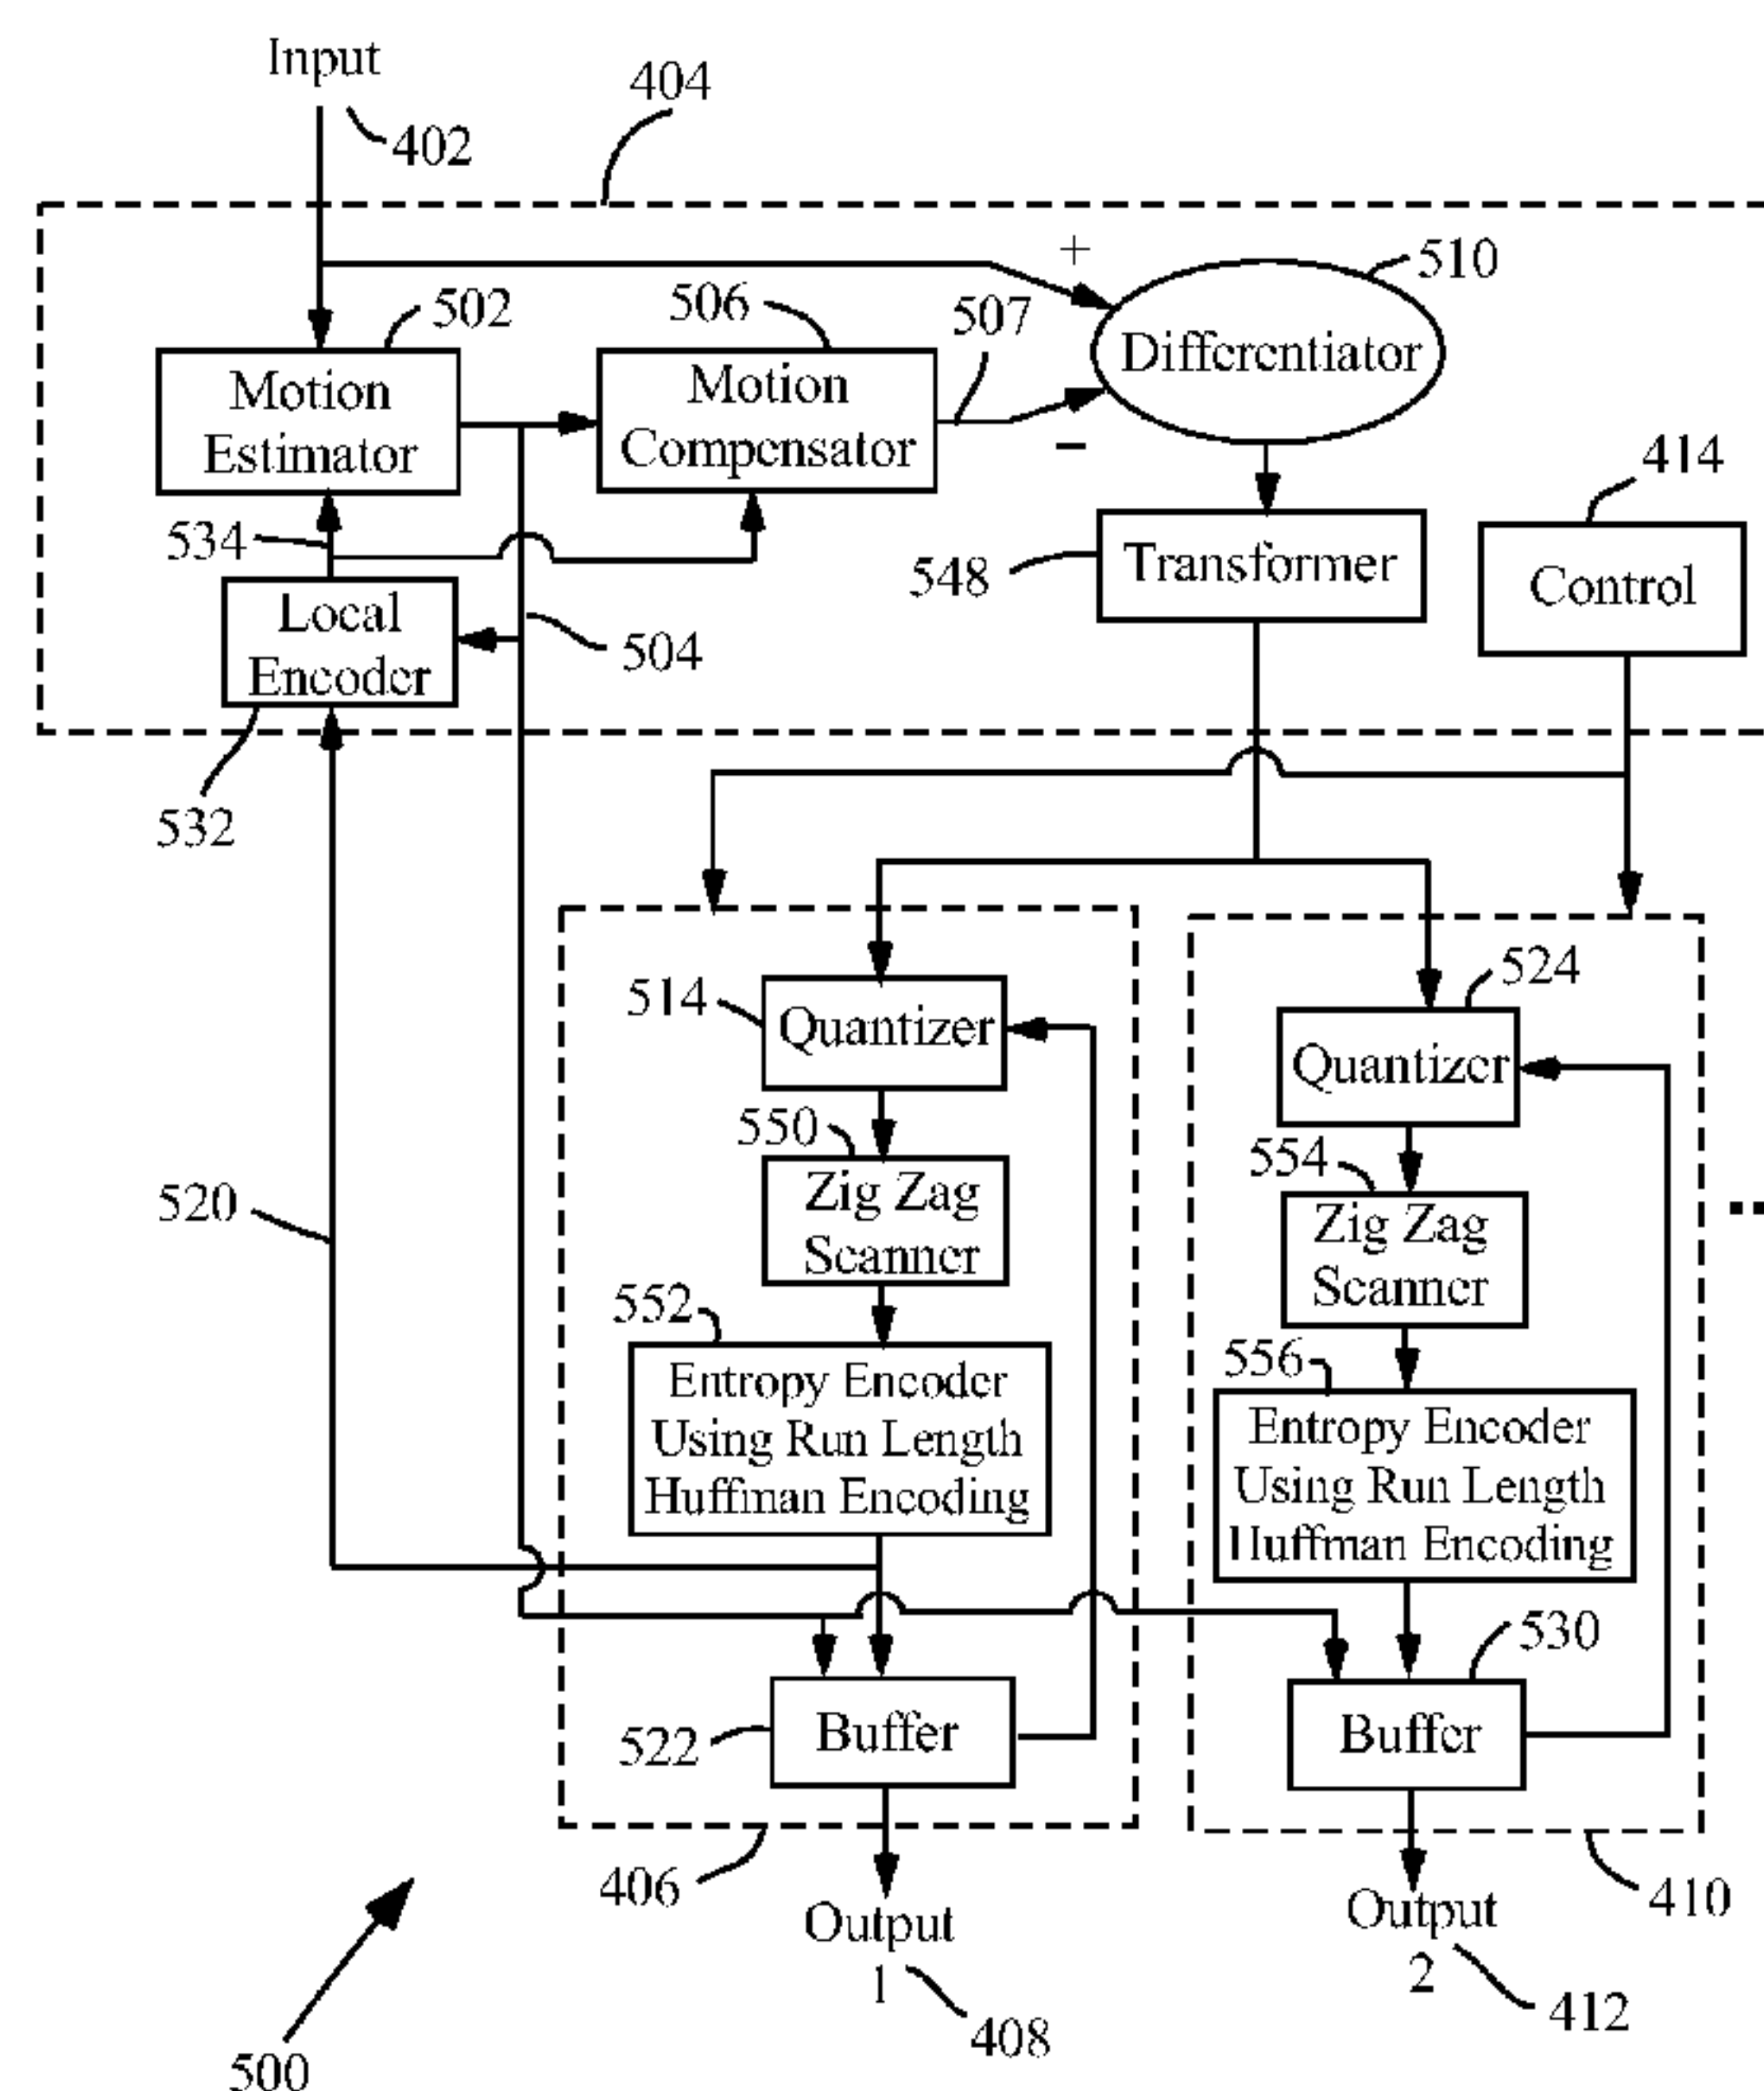 Input
402
404
+
510
502
506
507
Motion
Estimator
Motion
Compensator
Differentiator
−
414
534
548
Transformer
Control
Local
Encoder
504
532
514
Quantizer
524
Quantizer
550
Zig Zag
Scanner
554
Zig Zag
Scanner
520
552
Entropy Encoder
Using Run Length
Huffman Encoding
556
Entropy Encoder
Using Run Length
Huffman Encoding
530
522
Buffer
Buffer
406
410
Output
1
408
Output
2
412
500